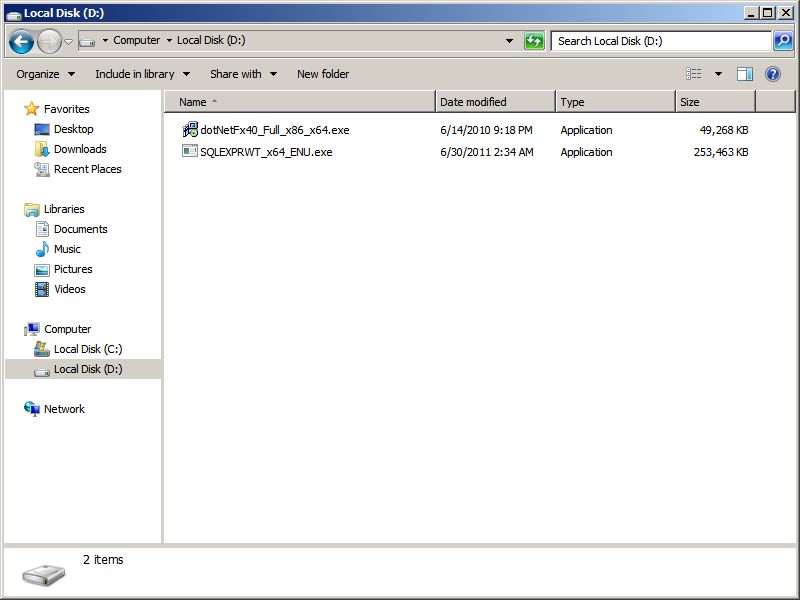 Local Disk (D:)
Computer Local Disk (D:) Search Local Disk (D:)
Organize Include in library Share with New folder
Favorites
Desktop
Downloads
Recent Places
Libraries
Documents
Music
Pictures
Videos
Computer
Local Disk (C:)
Local Disk (D:)
Network
Name Date modified Type Size
dotNetFx40_Full_x86_x64.exe 6/14/2010 9:18 PM Application 49,268 KB
SQLEXPRWT_x64_ENU.exe 6/30/2011 2:34 AM Application 253,463 KB
2 items